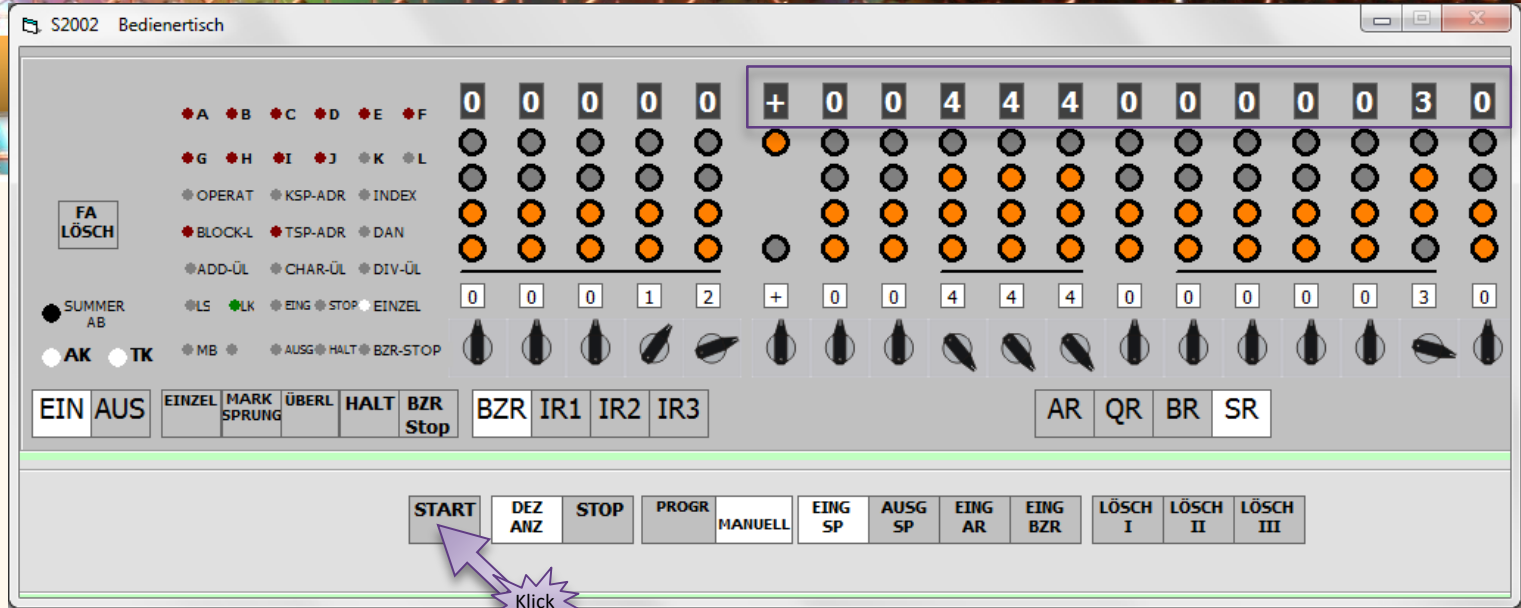 S2002 Bedienertisch
0 0 0 0 0 + 0 0 4 4 4 0 0 0 0 0 3 0
A B C D E F
G H I J K L
OPERAT KSP-ADR INDEX
FA
LÖSCH
BLOCK-L TSP-ADR DAN
ADD-ÜL CHAR-ÜL DIV-ÜL
0 0 0 1 2 + 0 0 4 4 4 0 0 0 0 0 3 0
SUMMER
AB
LS LK EING STOP EINZEL
AK TK
MB AUSG HALT BZR-STOP
EIN AUS
EINZEL
MARK
SPRUNG
ÜBERL
HALT
BZR
Stop
BZR IR1 IR2 IR3
AR QR BR SR
START
DEZ
ANZ
STOP
PROGR
MANUELL
EING
SP
AUSG
SP
EING
AR
EING
BZR
LÖSCH
I
LÖSCH
II
LÖSCH
III
Klick